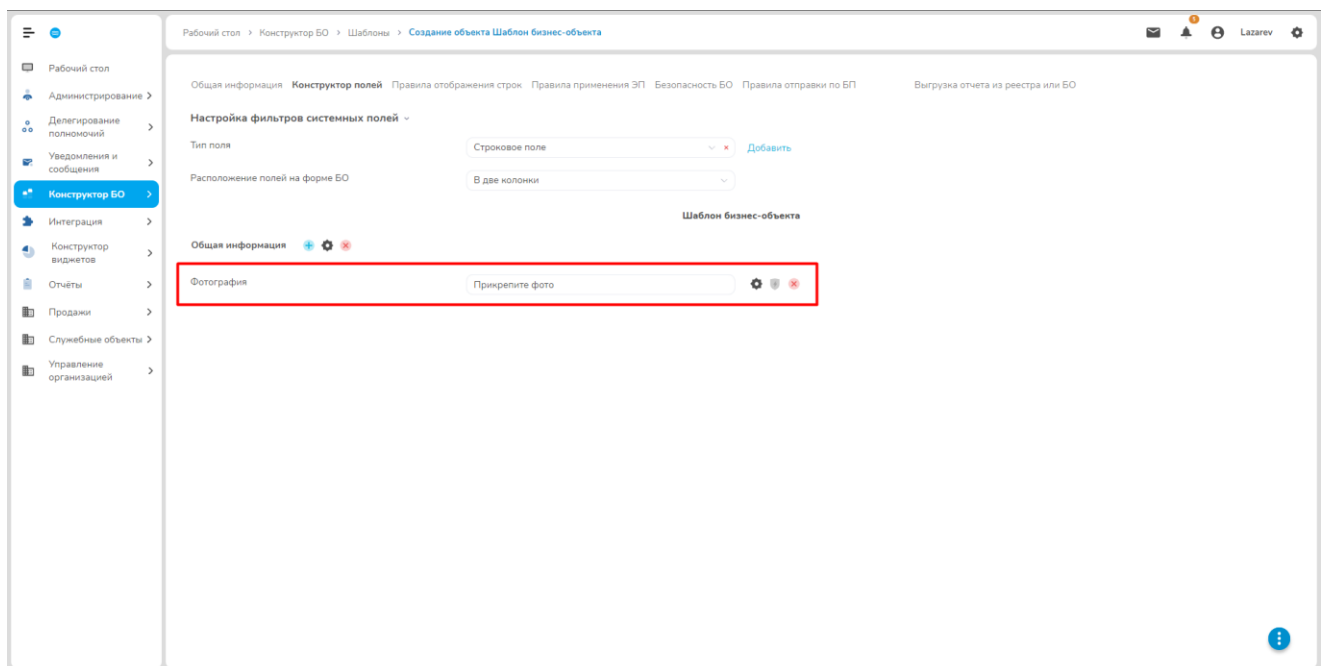 Рабочий стол > Конструктор БО > Шаблоны > Создание объекта Шаблон бизнес-объекта
5
Lazarev
Рабочий стол
Администрирование
Делегирование
полномочий
Уведомления и
сообщения
Конструктор БО
Интеграция
Конструктор
виджетов
Отчёты
Продажи
Служебные объекты
Управление
организацией
Общая информация Конструктор полей Правила отображения строк Правила применения ЭП Безопасность БО Правила отправки по БП Выгрузка отчета из реестра или БО
Настройка фильтров системных полей
Тип поля Строковое поле Добавить
Расположение полей на форме БО В две колонки
Шаблон бизнес-объекта
Общая информация
Фотография Прикрепите фото